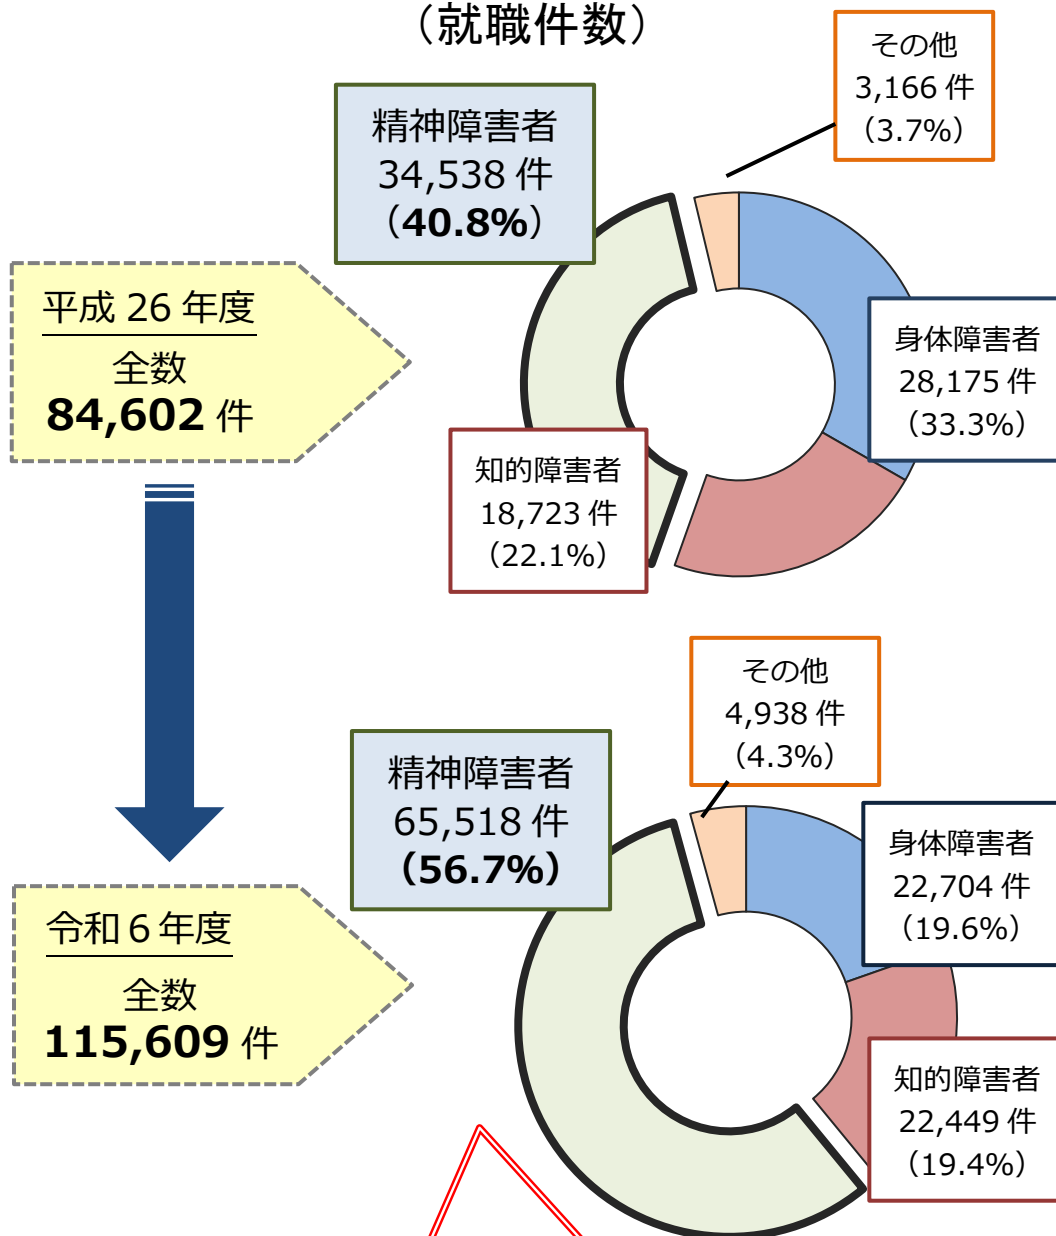 （就職件数）
その他
3,166 件
（3.7%）
精神障害者
34,538 件
（40.8%）
平成 26 年度
全数
84,602 件
身体障害者
28,175 件
（33.3%）
知的障害者
18,723 件
（22.1%）
その他
4,938 件
（4.3%）
精神障害者
65,518 件
（56.7%）
身体障害者
22,704 件
（19.6%）
令和６年度
全数
115,609 件
知的障害者
22,449 件
（19.4%）